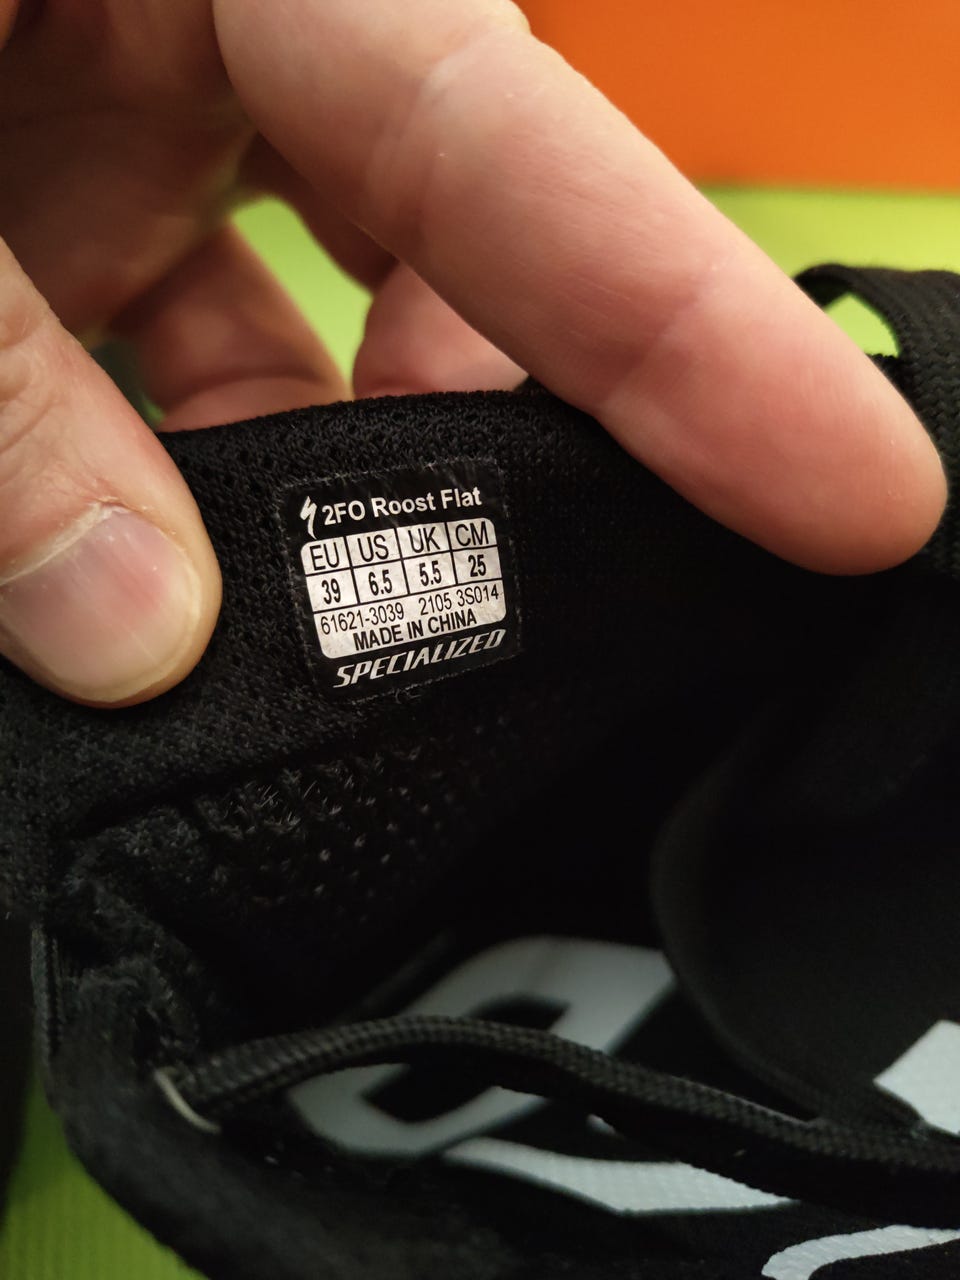 2FO Roost Flat
EU US UK CM
39 6.5 5.5 25
61621-3039 2105 3S014
MADE IN CHINA
SPECIALIZED